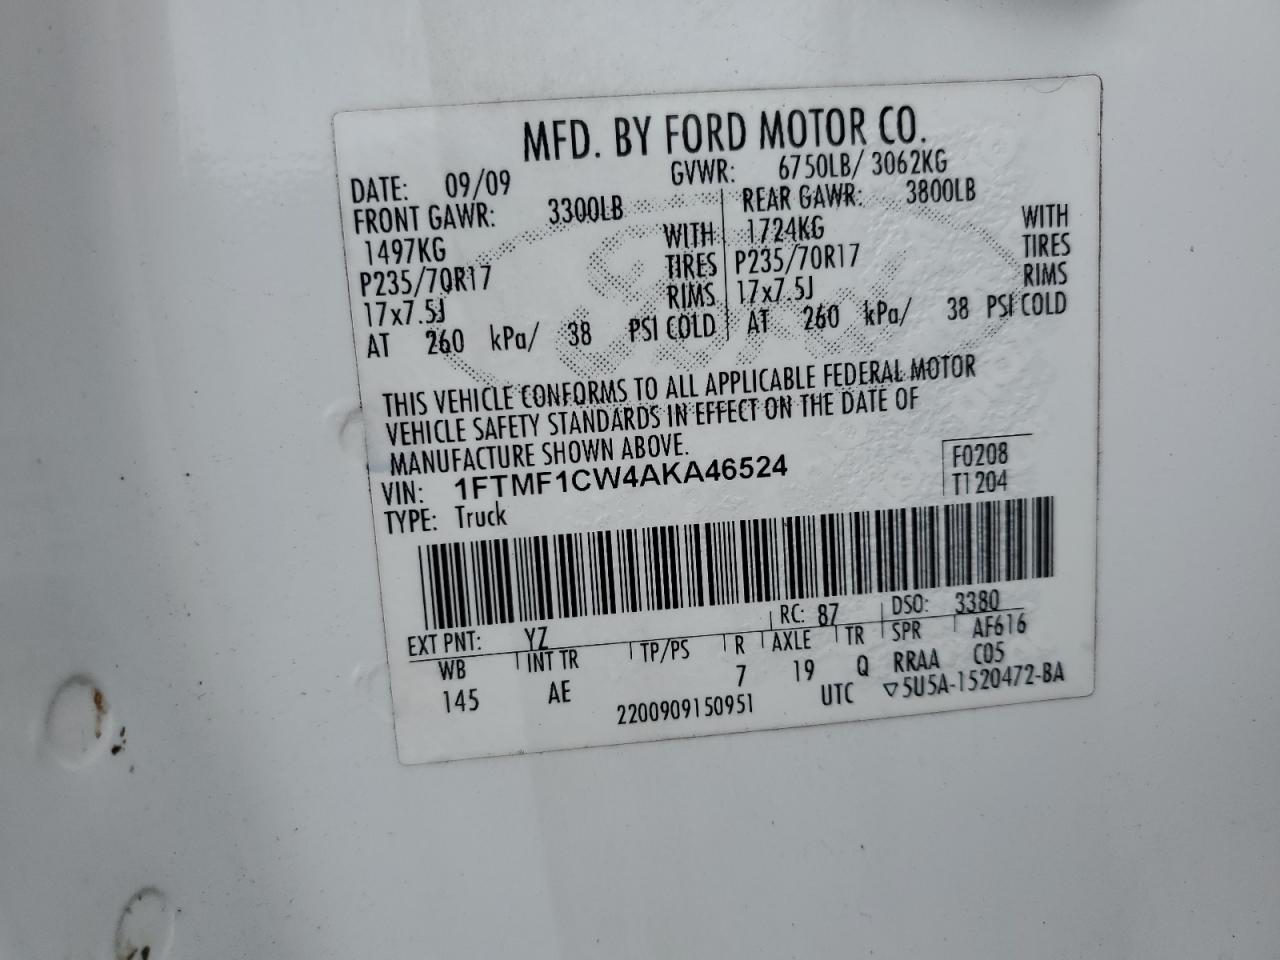 MFD. BY FORD MOTOR CO.
DATE: 09/09 GVWR: 6750LB/ 3062KG
FRONT GAWR: 3300LB REAR GAWR: 3800LB
1497KG WITH 1724KG WITH
P235/70R17 TIRES P235/70R17 TIRES
17x7.5J RIMS 17x7.5J RIMS
AT 260 kPa/ 38 PSI COLD AT 260 kPa/ 38 PSI COLD
THIS VEHICLE CONFORMS TO ALL APPLICABLE FEDERAL MOTOR
VEHICLE SAFETY STANDARDS IN EFFECT ON THE DATE OF
MANUFACTURE SHOWN ABOVE.
VIN: 1FTMF1CW4AKA46524 F0208
TYPE: Truck T1204
EXT PNT: YZ RC: 87 DSO: 3380
WB INT TR TP/PS R AXLE TR SPR AF616
145 AE 7 19 Q RRAA C05
2200909150951 UTC ▽5U5A-1520472-BA